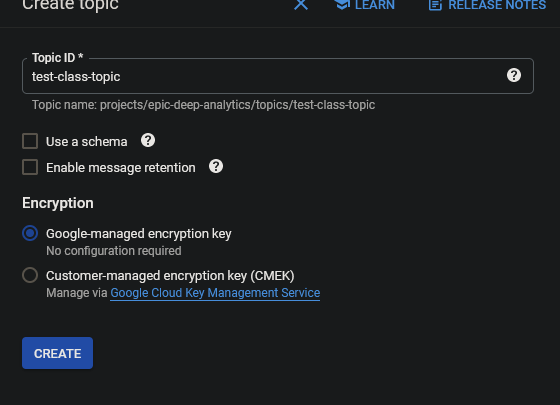 Create topic
LEARN
RELEASE NOTES
Topic ID *
test-class-topic
Topic name: projects/epic-deep-analytics/topics/test-class-topic
Use a schema
Enable message retention
Encryption
Google-managed encryption key
No configuration required
Customer-managed encryption key (CMEK)
Manage via Google Cloud Key Management Service
CREATE